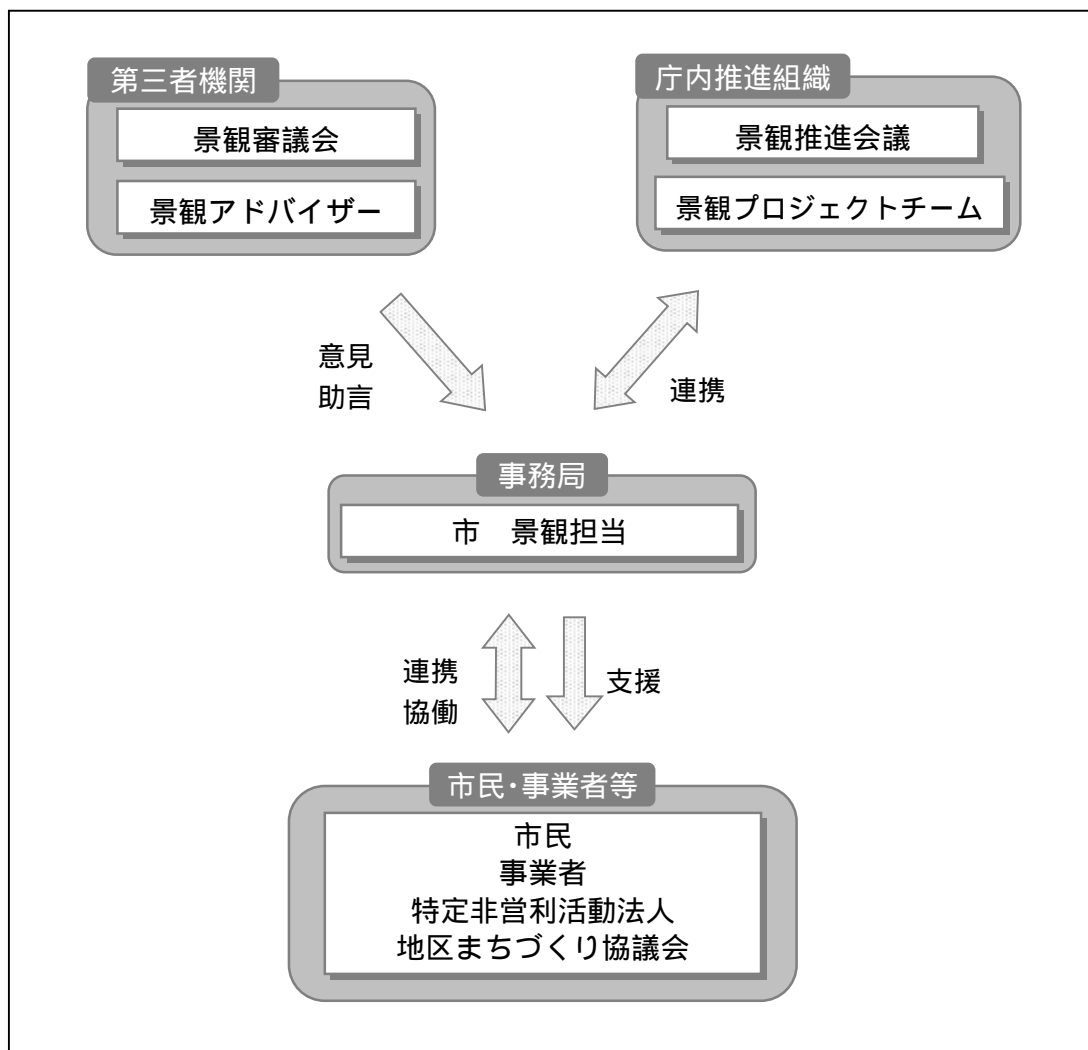 第三者機関
景観審議会
景観アドバイザー
庁内推進組織
景観推進会議
景観プロジェクトチーム
意見
助言
連携
事務局
市　景観担当
連携
協働
支援
市民・事業者等
市民
事業者
特定非営利活動法人
地区まちづくり協議会